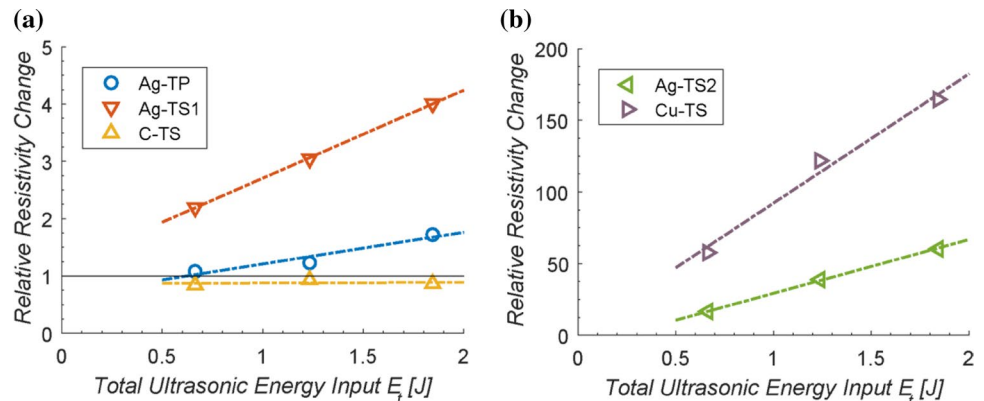 (a)
Relative Resistivity Change
5
4
3
2
1
0
Ag-TP
Ag-TS1
C-TS
0 0.5 1 1.5 2
Total Ultrasonic Energy Input Et [J]
(b)
Relative Resistivity Change
200
150
100
50
0
Ag-TS2
Cu-TS
0 0.5 1 1.5 2
Total Ultrasonic Energy Input Et [J]